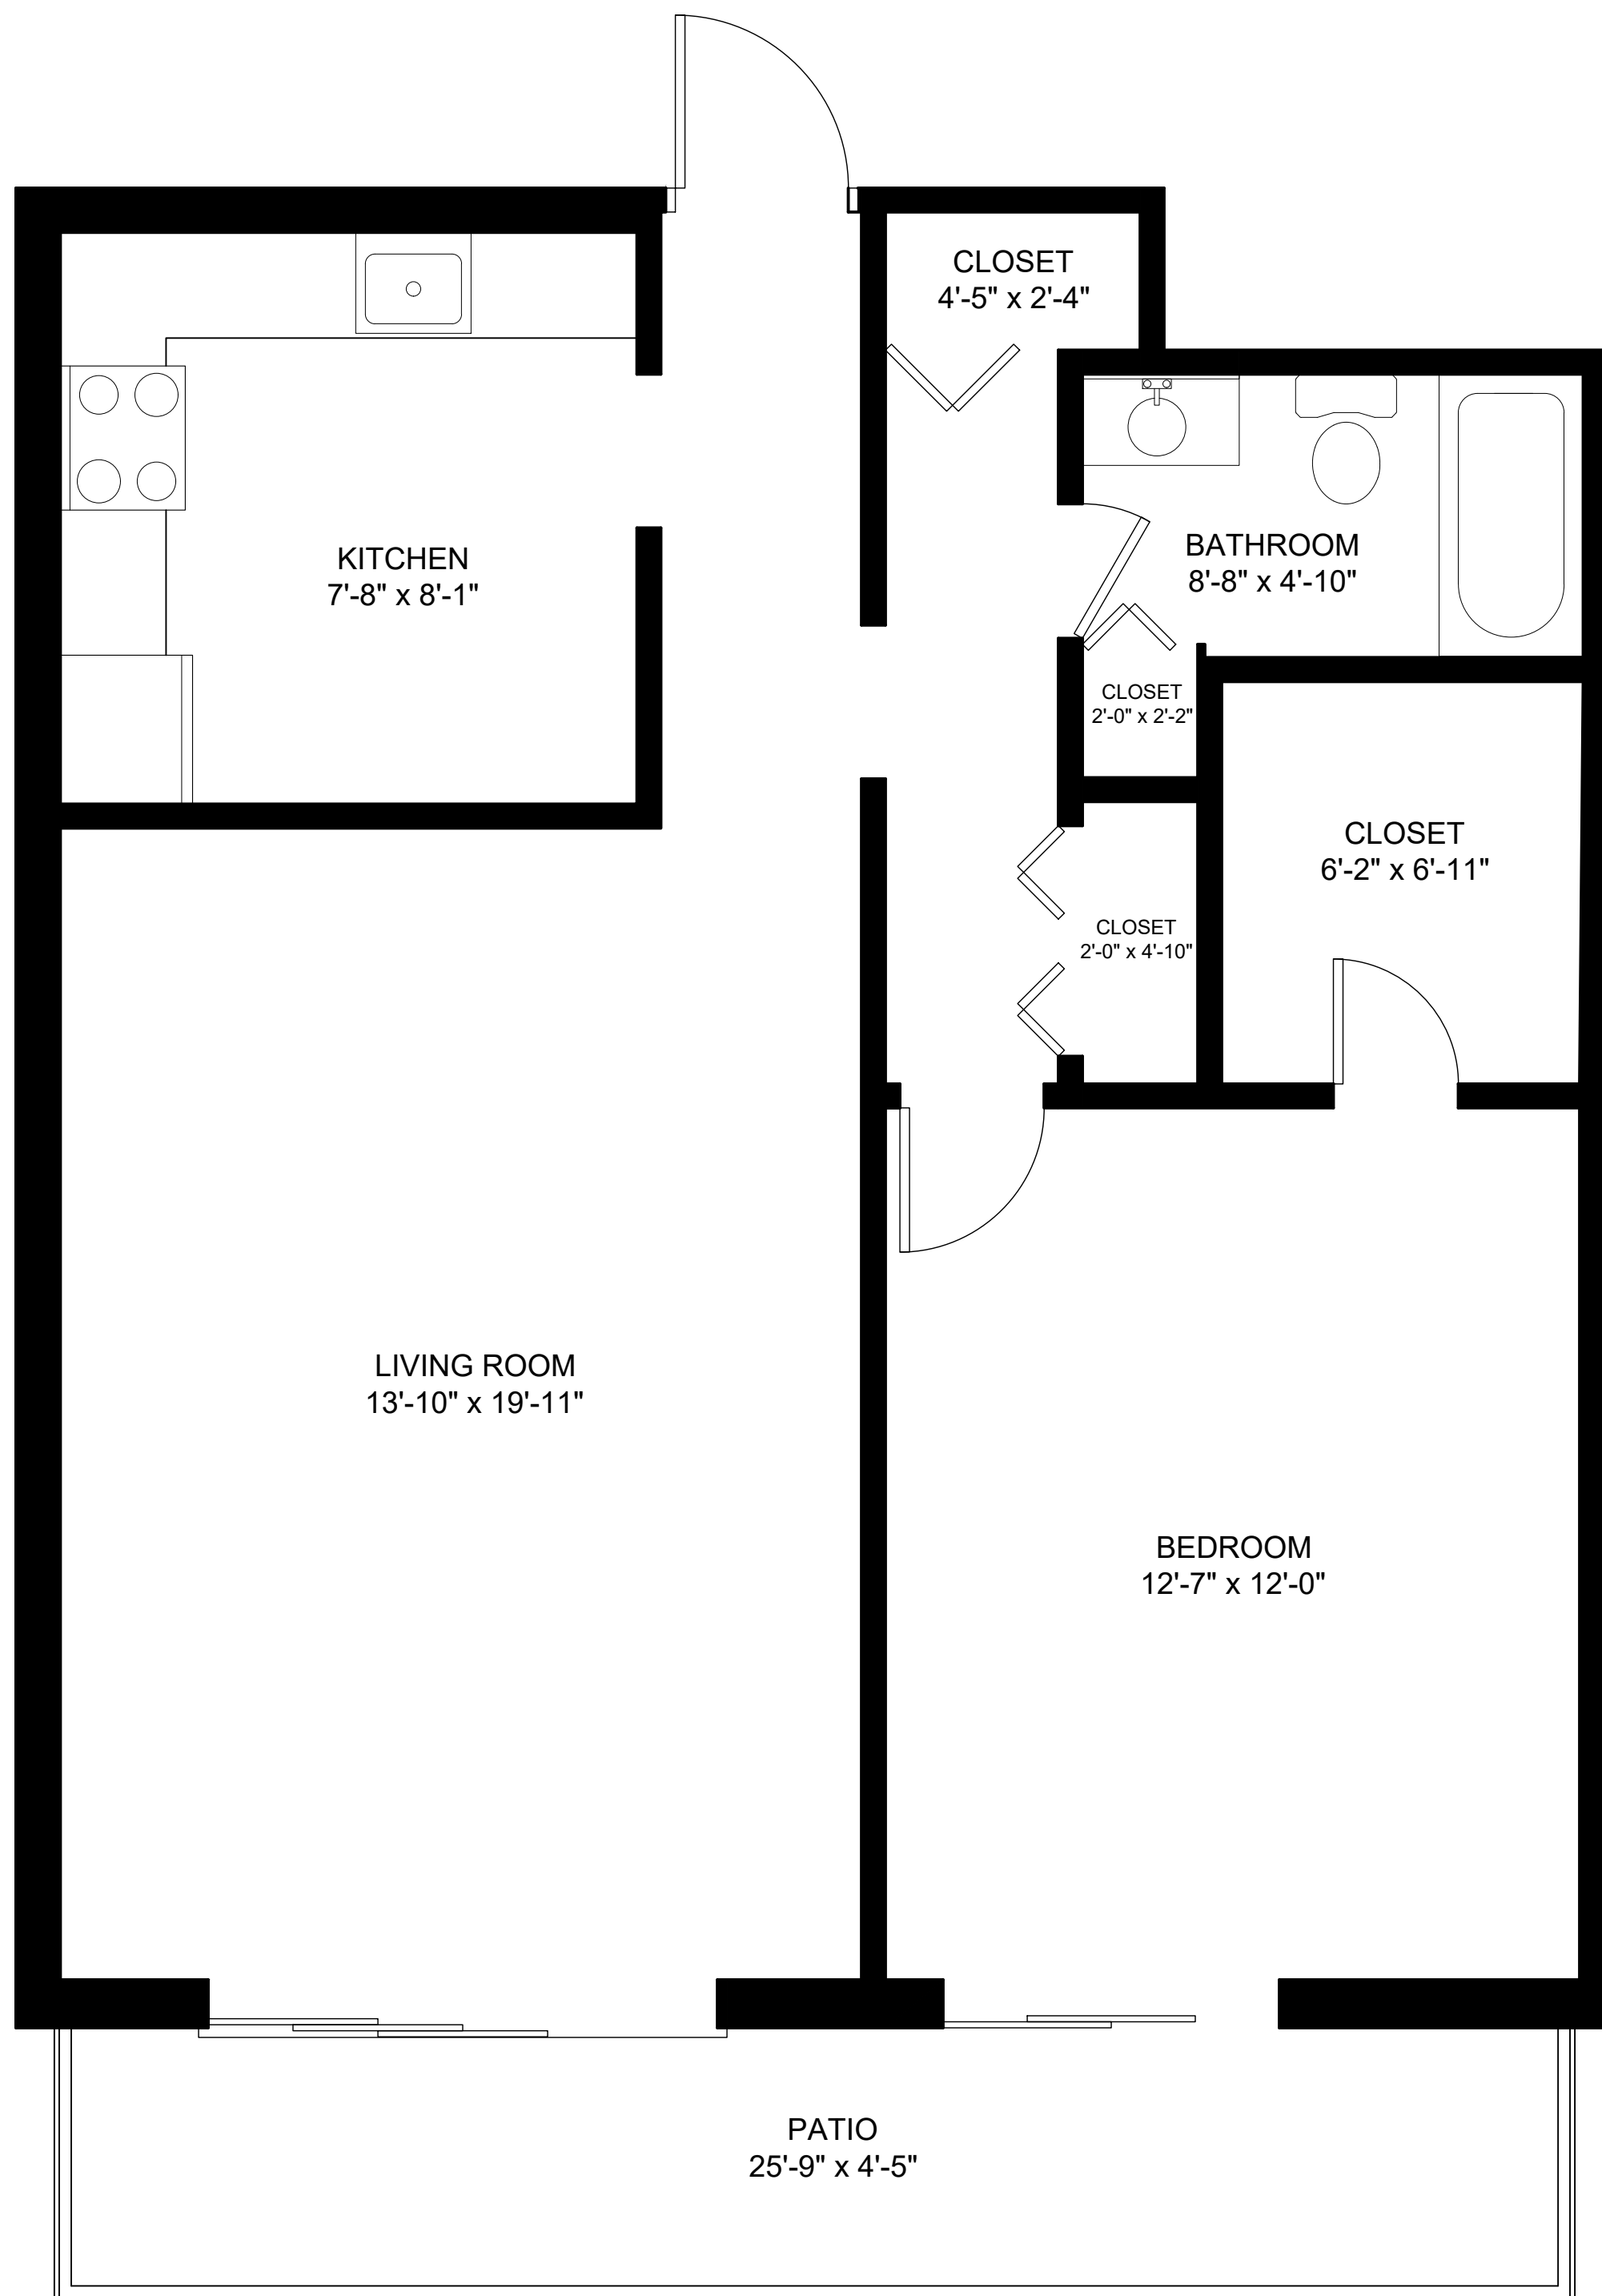 CLOSET
4'-5" x 2'-4"
KITCHEN
7'-8" x 8'-1"
BATHROOM
8'-8" x 4'-10"
CLOSET
2'-0" x 2'-2"
CLOSET
6'-2" x 6'-11"
CLOSET
2'-0" x 4'-10"
LIVING ROOM
13'-10" x 19'-11"
BEDROOM
12'-7" x 12'-0"
PATIO
25'-9" x 4'-5"